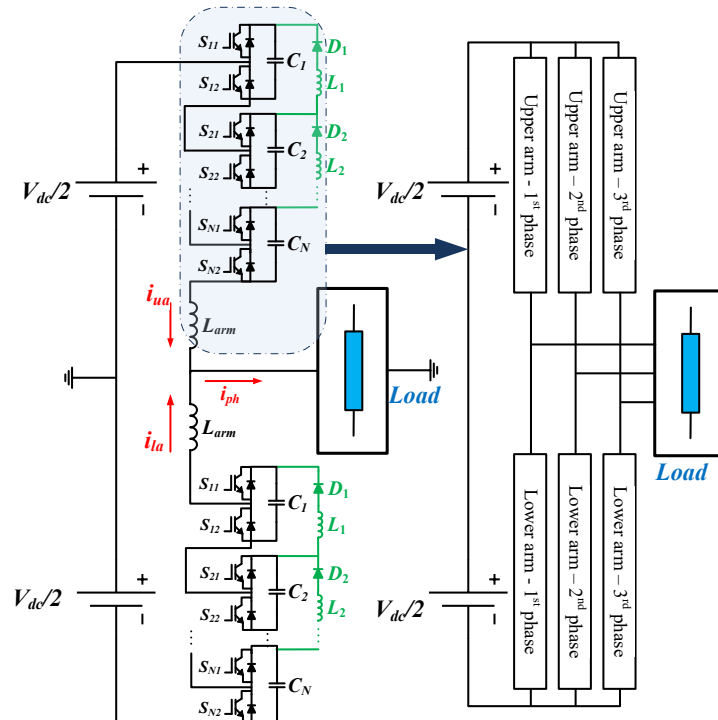 S11
D1
C1
S12
L1
S21
D2
C2
Vdc/2
+
S22
L2
SN1
CN
SN2
iua
Larm
iph
Load
ila
Larm
S11
D1
C1
S12
L1
S21
D2
C2
Vdc/2
+
S22
L2
SN1
CN
SN2
Vdc/2
+
Upper arm - 1st phase
Upper arm – 2nd phase
Upper arm – 3rd phase
Load
Vdc/2
+
Lower arm - 1st phase
Lower arm – 2nd phase
Lower arm – 3rd phase